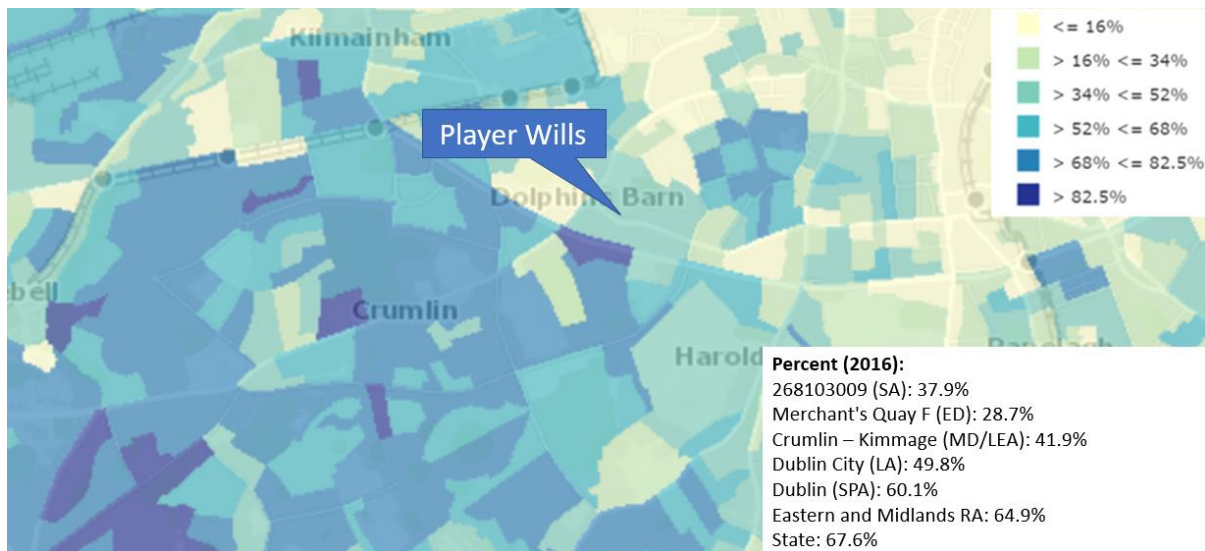 Kilmainham
<= 16%
> 16% <= 34%
> 34% <= 52%
> 52% <= 68%
> 68% <= 82.5%
> 82.5%
Player Wills
Dolphins Barn
ebell
Crumlin
Harold
Ranelagh
Percent (2016):
268103009 (SA): 37.9%
Merchant's Quay F (ED): 28.7%
Crumlin – Kimmage (MD/LEA): 41.9%
Dublin City (LA): 49.8%
Dublin (SPA): 60.1%
Eastern and Midlands RA: 64.9%
State: 67.6%